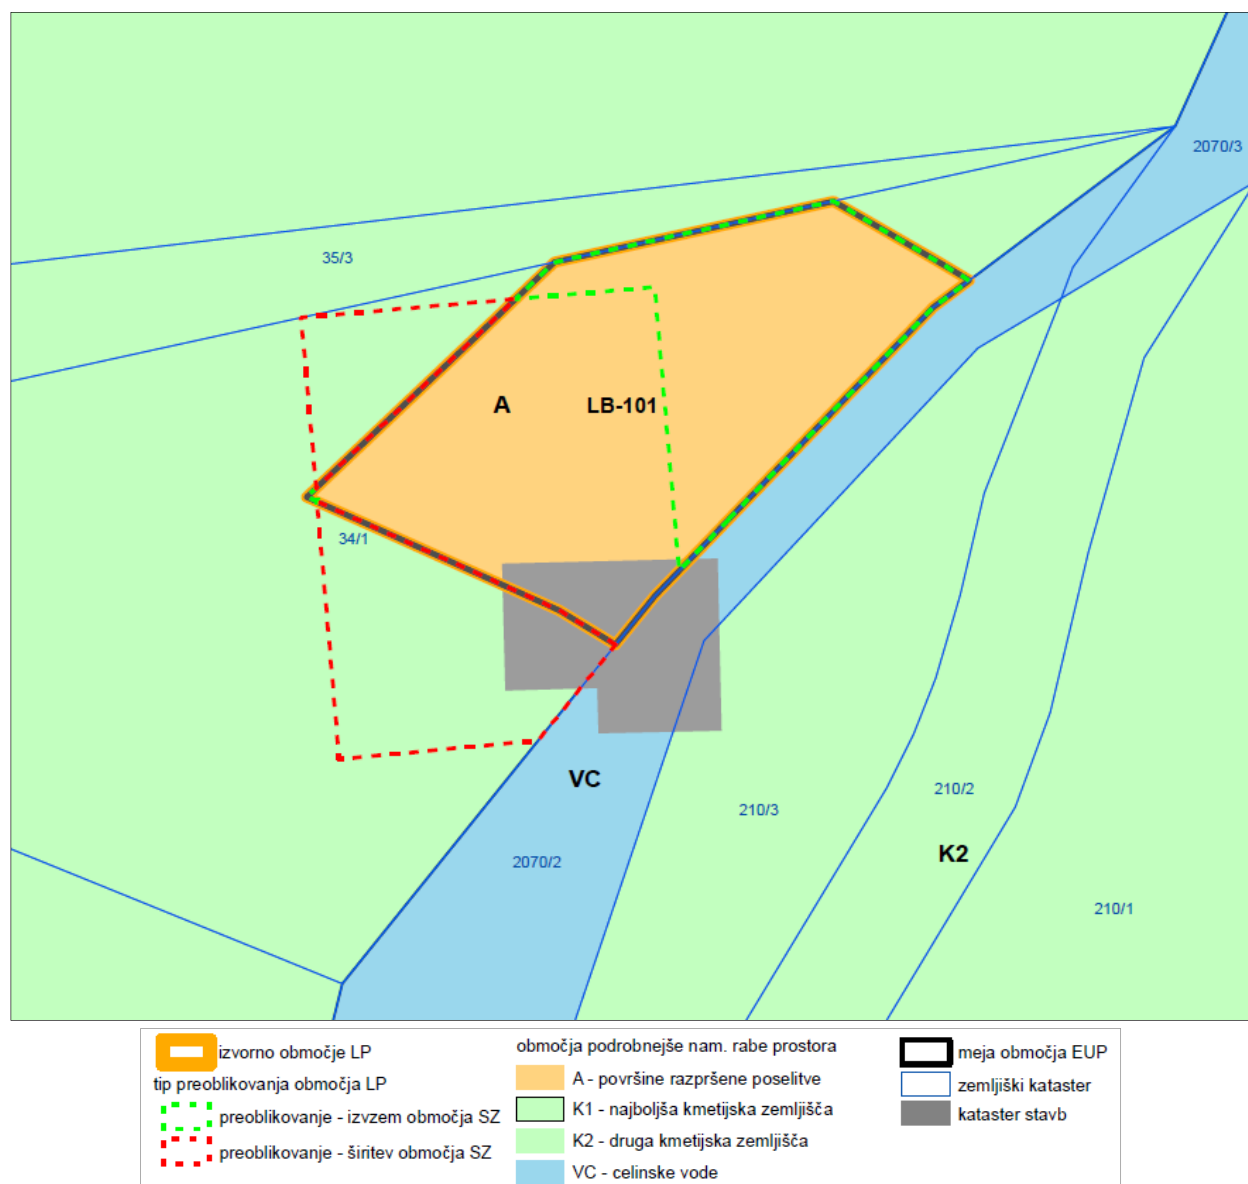 2070/3
35/3
A
LB-101
34/1
VC
210/3
210/2
K2
2070/2
210/1
izvorno območje LP
tip preoblikovanja območja LP
preoblikovanje - izvzem območja SZ
preoblikovanje - širitev območja SZ
območja podrobnejše nam. rabe prostora
A - površine razpršene poselitve
K1 - najboljša kmetijska zemljišča
K2 - druga kmetijska zemljišča
VC - celinske vode
meja območja EUP
zemljiški kataster
kataster stavb